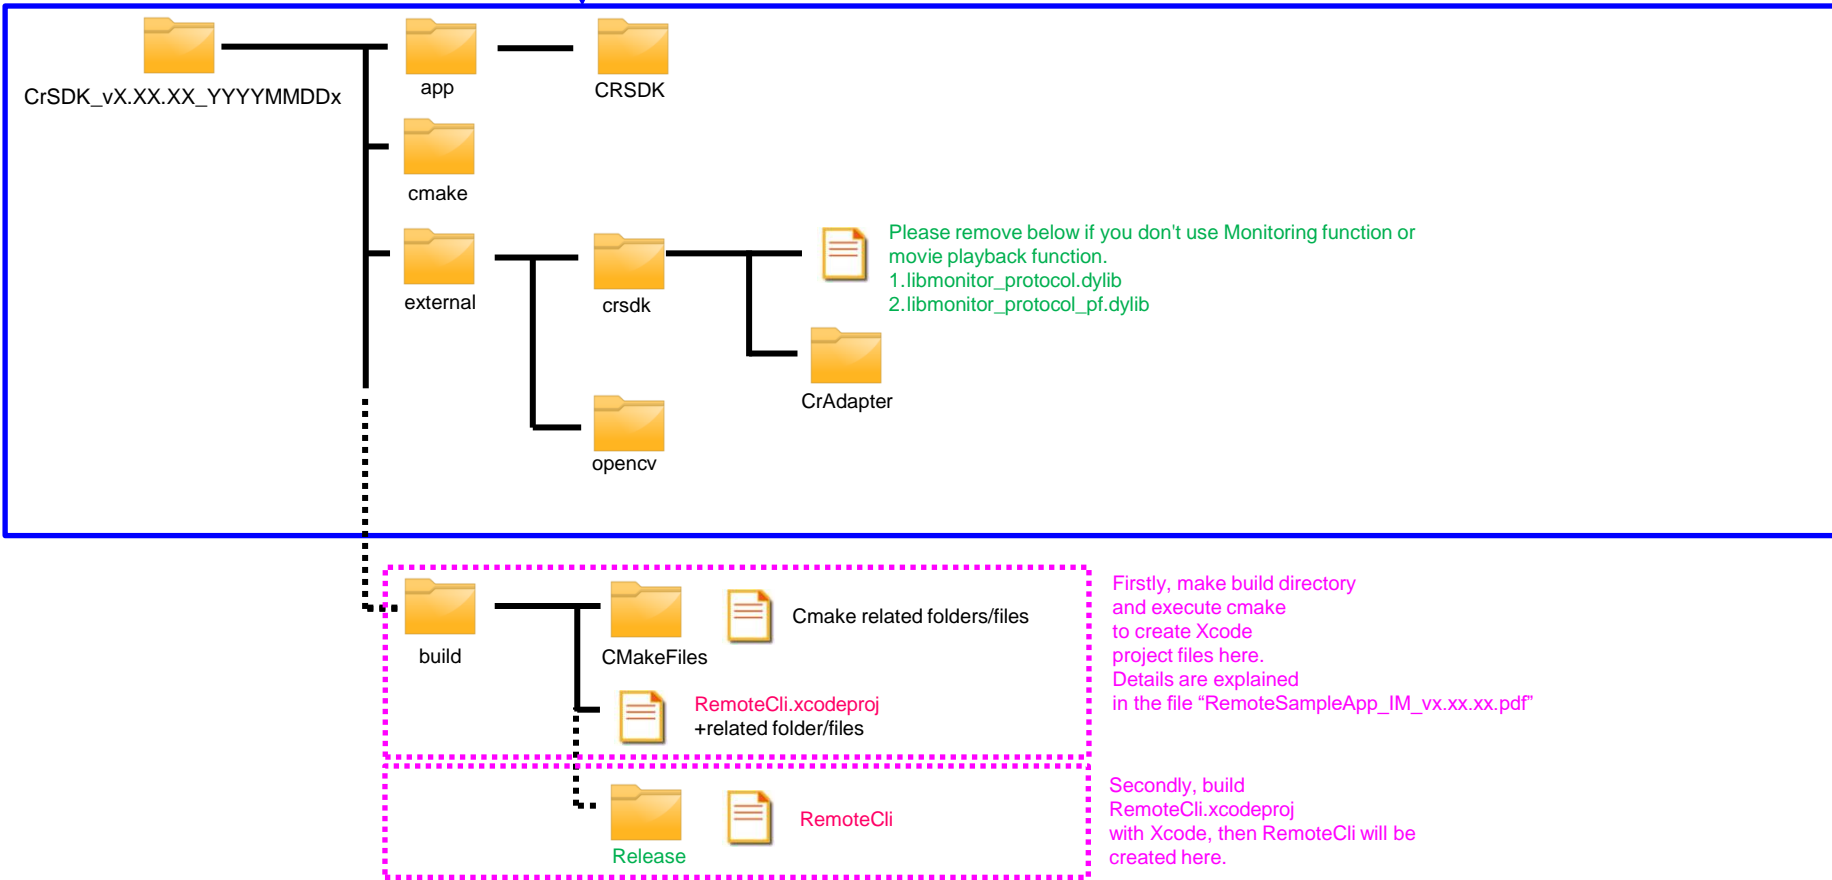 CrSDK_vX.XX.XX_YYYYMMDDx
app
CRSDK
cmake
external
crsdk
Please remove below if you don't use Monitoring function or
movie playback function.
1.libmonitor_protocol.dylib
2.libmonitor_protocol_pf.dylib
CrAdapter
opencv
build
CMakeFiles
Cmake related folders/files
RemoteCli.xcodeproj
+related folder/files
Firstly, make build directory
and execute cmake
to create Xcode
project files here.
Details are explained
in the file “RemoteSampleApp_IM_vx.xx.xx.pdf”
Release
RemoteCli
Secondly, build
RemoteCli.xcodeproj
with Xcode, then RemoteCli will be
created here.